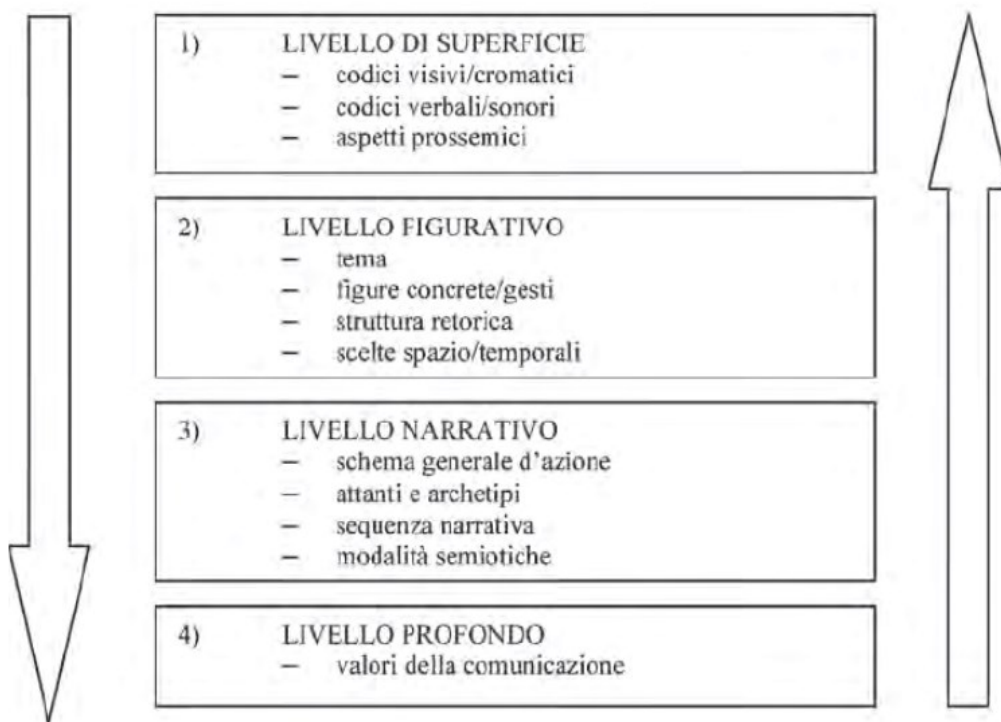 1) LIVELLO DI SUPERFICIE
– codici visivi/cromatici
– codici verbali/sonori
– aspetti prossemici
2) LIVELLO FIGURATIVO
– tema
– figure concrete/gesti
– struttura retorica
– scelte spazio/temporali
3) LIVELLO NARRATIVO
– schema generale d'azione
– attanti e archetipi
– sequenza narrativa
– modalità semiotiche
4) LIVELLO PROFONDO
– valori della comunicazione